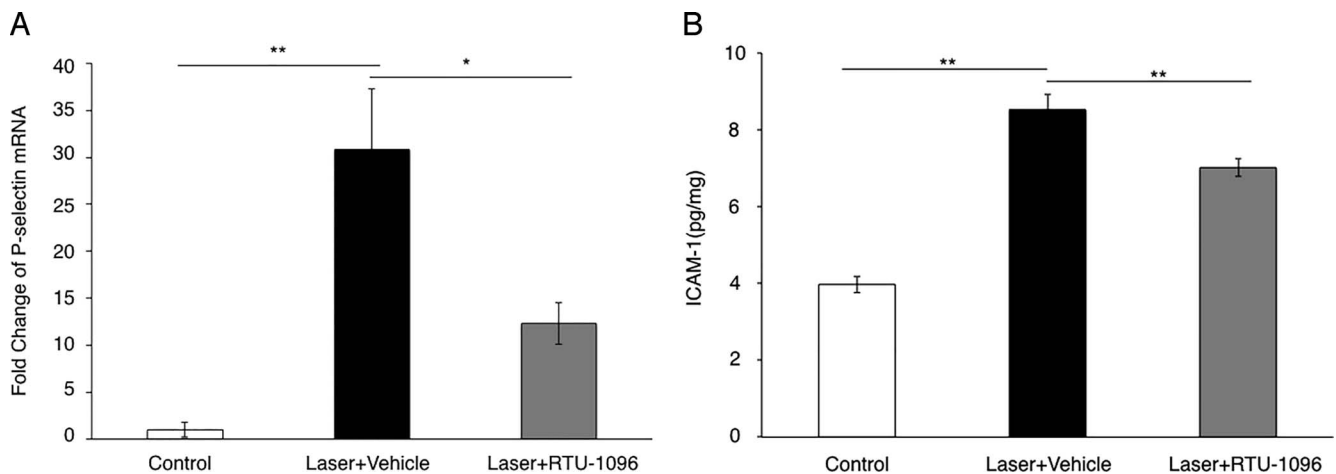 A
Fold Change of P-selectin mRNA
40
35
30
25
20
15
10
5
0
**
*
Control
Laser+Vehicle
Laser+RTU-1096
B
ICAM-1(pg/mg)
10
8
6
4
2
0
**
**
Control
Laser+Vehicle
Laser+RTU-1096